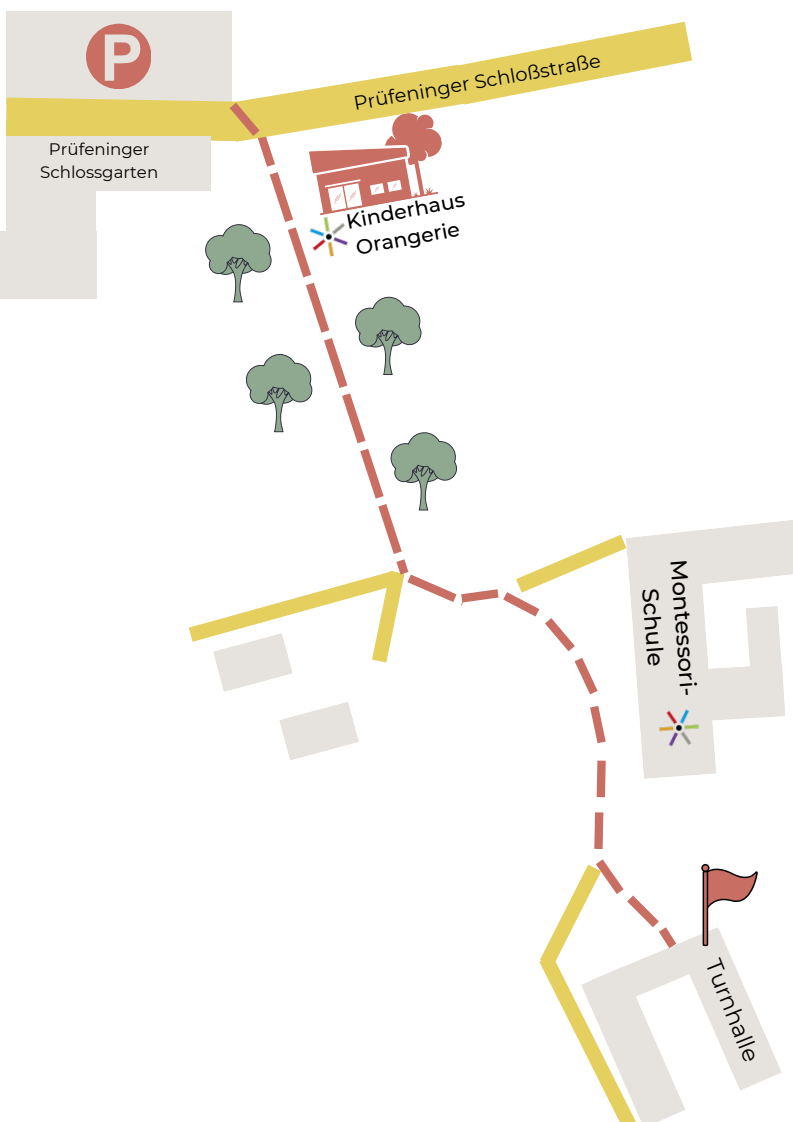 P
Prüfeninger Schloßstraße
Prüfeninger
Schlossgarten
Kinderhaus
Orangerie
Montessori-
Schule
Turnhalle